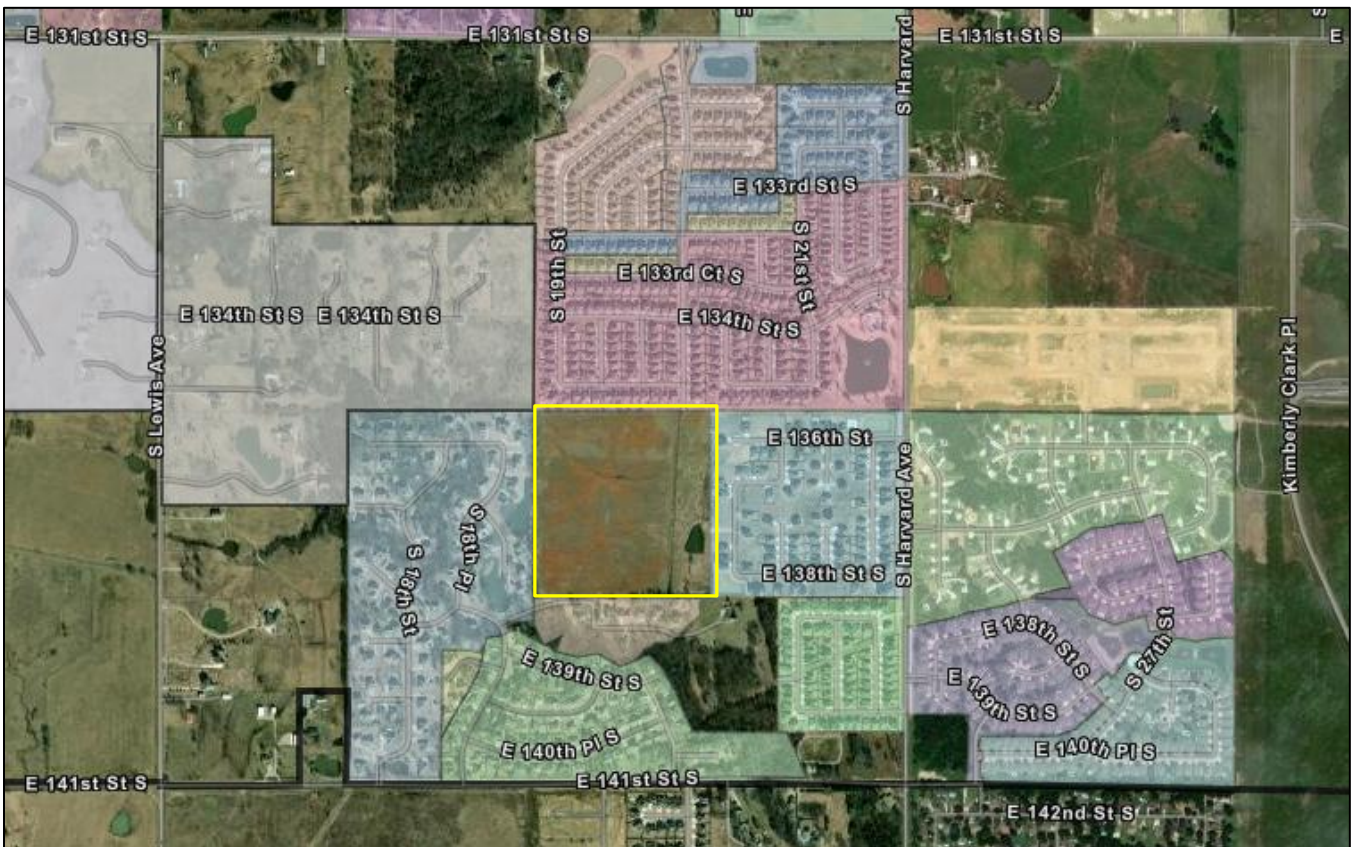 E 131st St S
E 131st St S
E 131st St S
E
S Harvard
E 133rd St S
S 19th St
S 21st St
E 133rd Ct S
E 134th St S
E 134th St S
E 134th St S
S Lewis Ave
Kimberly Clark Pl
E 136th St
S Harvard Ave
S 18th Pl
S 18th St
E 138th St S
E 138th St S
S 27th St
E 139th St S
E 139th St S
E 140th Pl S
E 140th Pl S
E 141st St S
E 141st St S
E 142nd St S